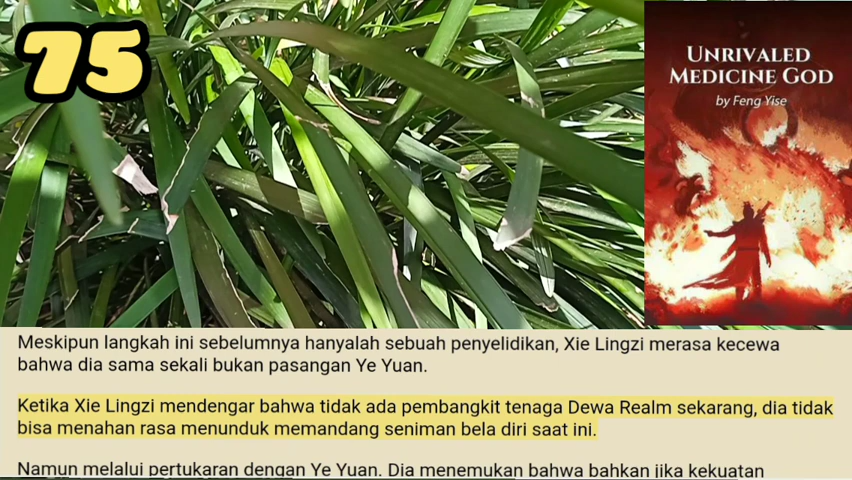 75
UNRIVALED
MEDICINE GOD
by Feng Yise
Meskipun langkah ini sebelumnya hanyalah sebuah penyelidikan, Xie Lingzi merasa kecewa
bahwa dia sama sekali bukan pasangan Ye Yuan.
Ketika Xie Lingzi mendengar bahwa tidak ada pembangkit tenaga Dewa Realm sekarang, dia tidak
bisa menahan rasa menunduk memandang seniman bela diri saat ini.
Namun melalui pertukaran dengan Ye Yuan. Dia menemukan bahwa bahkan jika kekuatan